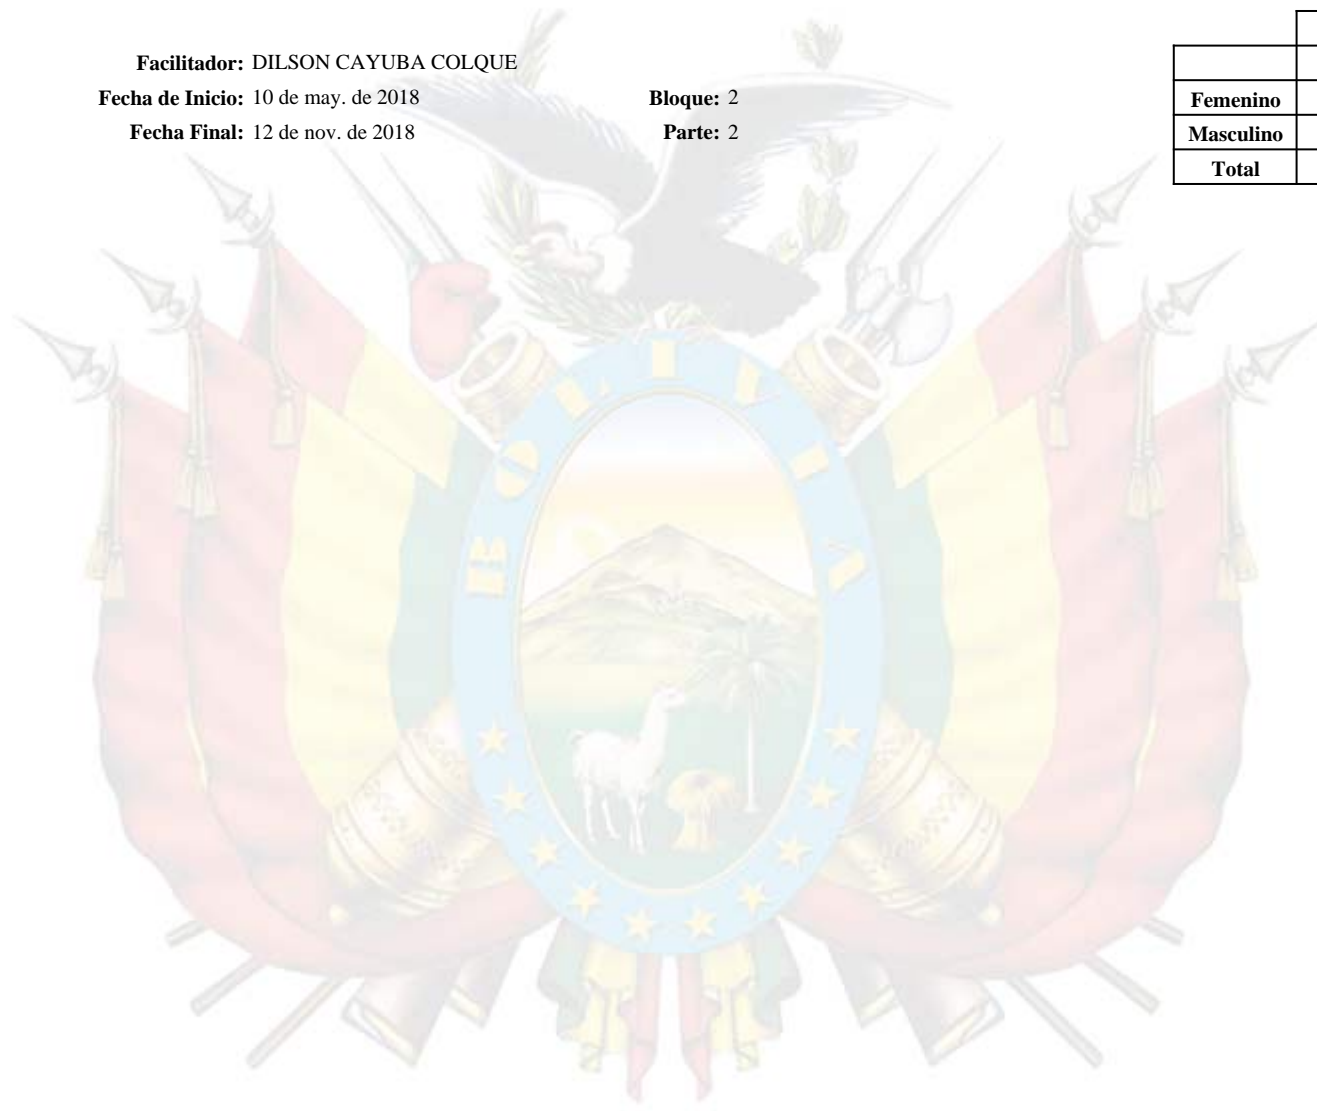 Facilitador: DILSON CAYUBA COLQUE
Fecha de Inicio: 10 de may. de 2018 Bloque: 2
Fecha Final: 12 de nov. de 2018 Parte: 2
Femenino
Masculino
Total
BOLIVIA